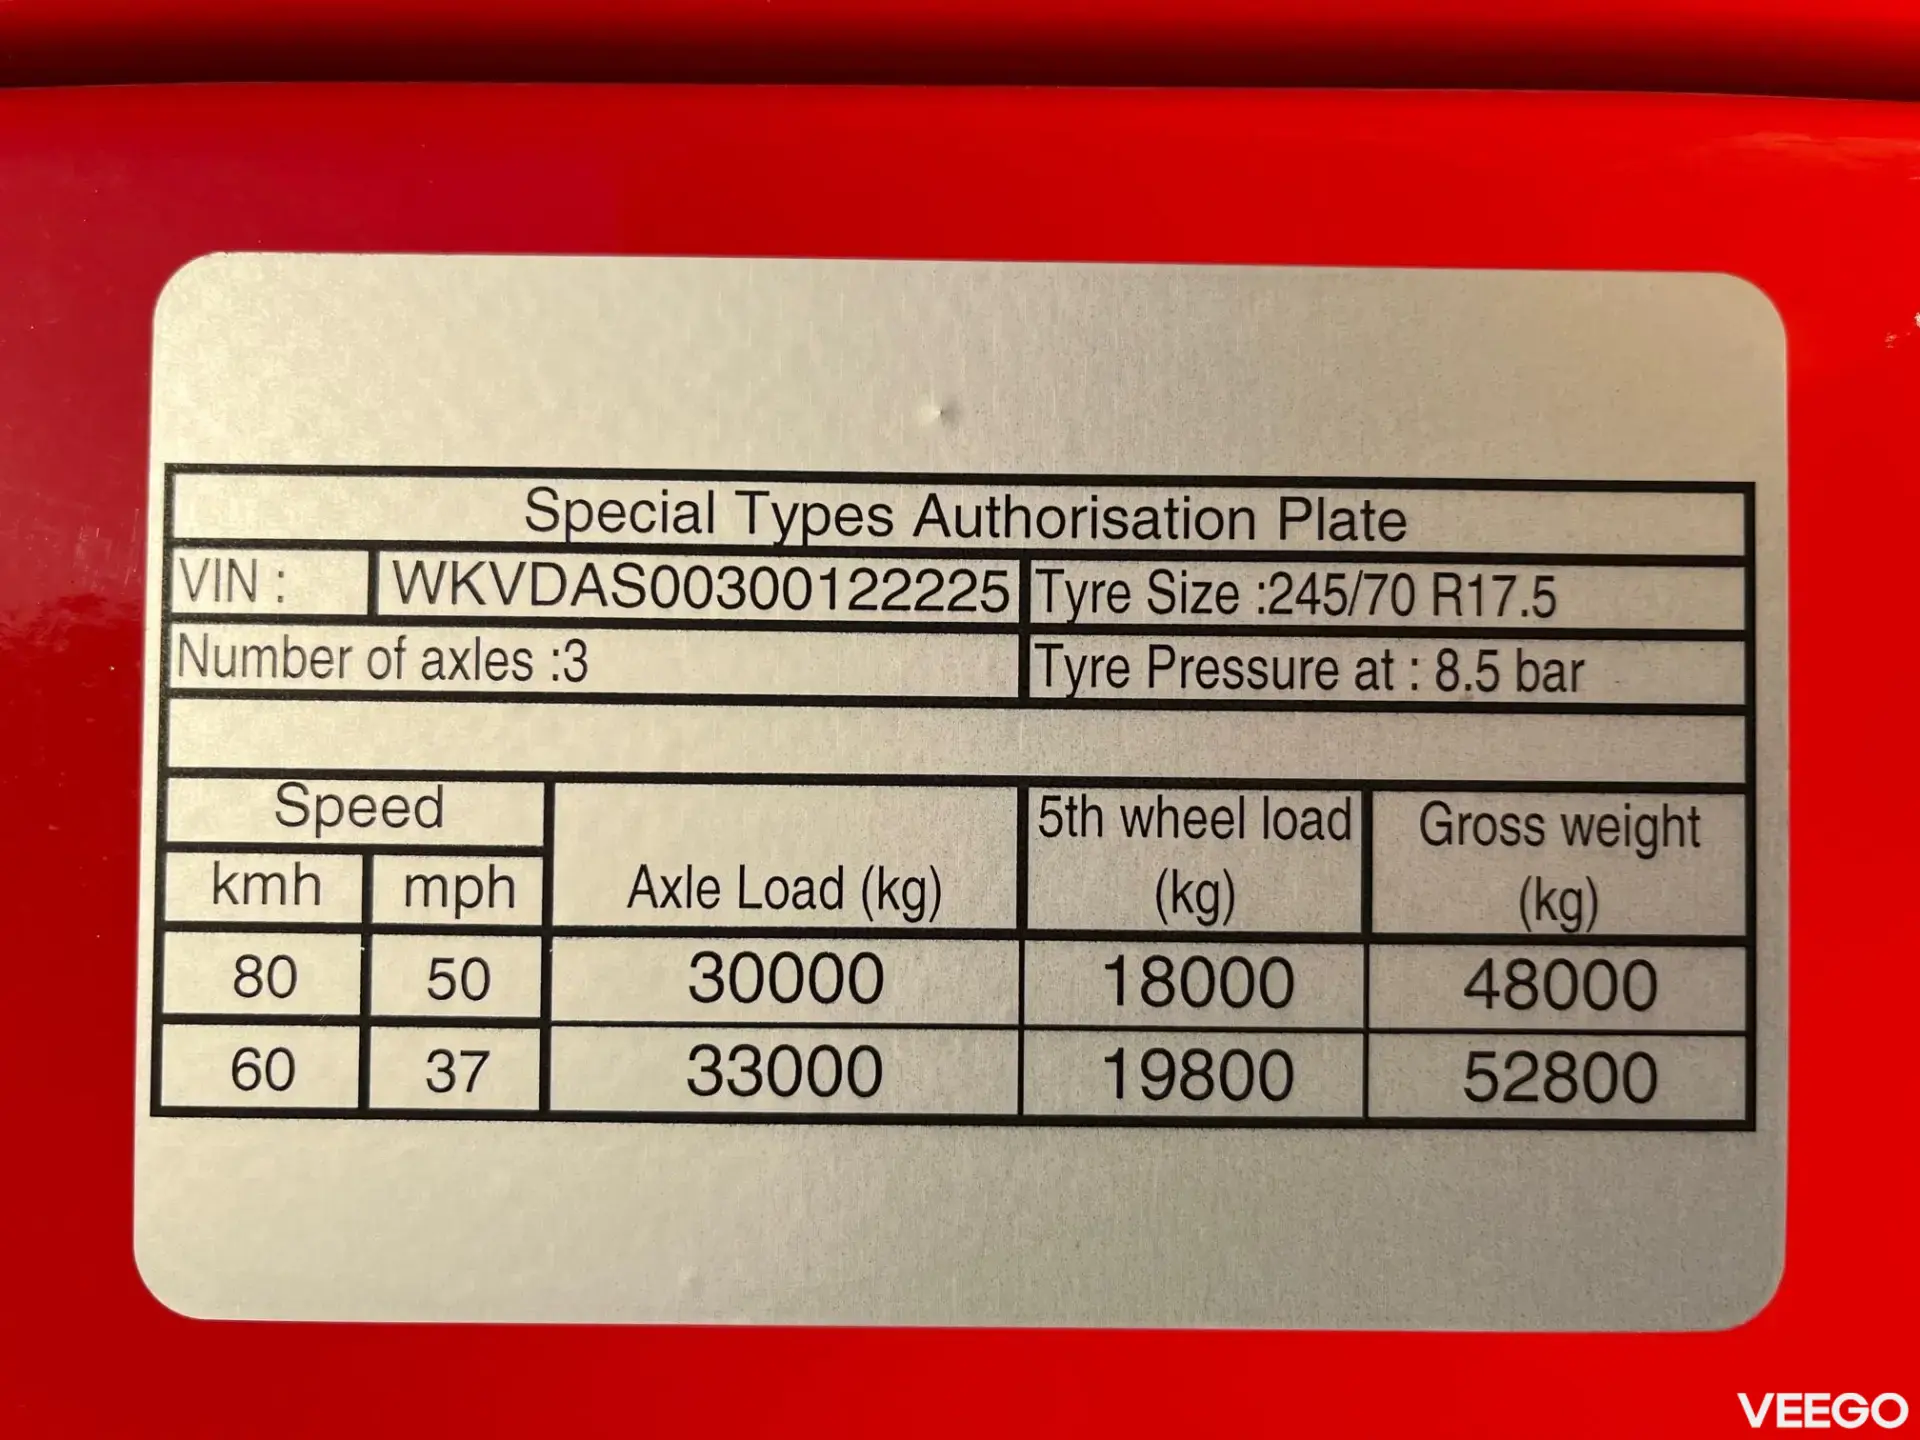 Special Types Authorisation Plate
VIN : WKVDAS00300122225 Tyre Size :245/70 R17.5
Number of axles :3 Tyre Pressure at : 8.5 bar
Speed
kmh mph Axle Load (kg) 5th wheel load (kg) Gross weight (kg)
80 50 30000 18000 48000
60 37 33000 19800 52800
VEEGO